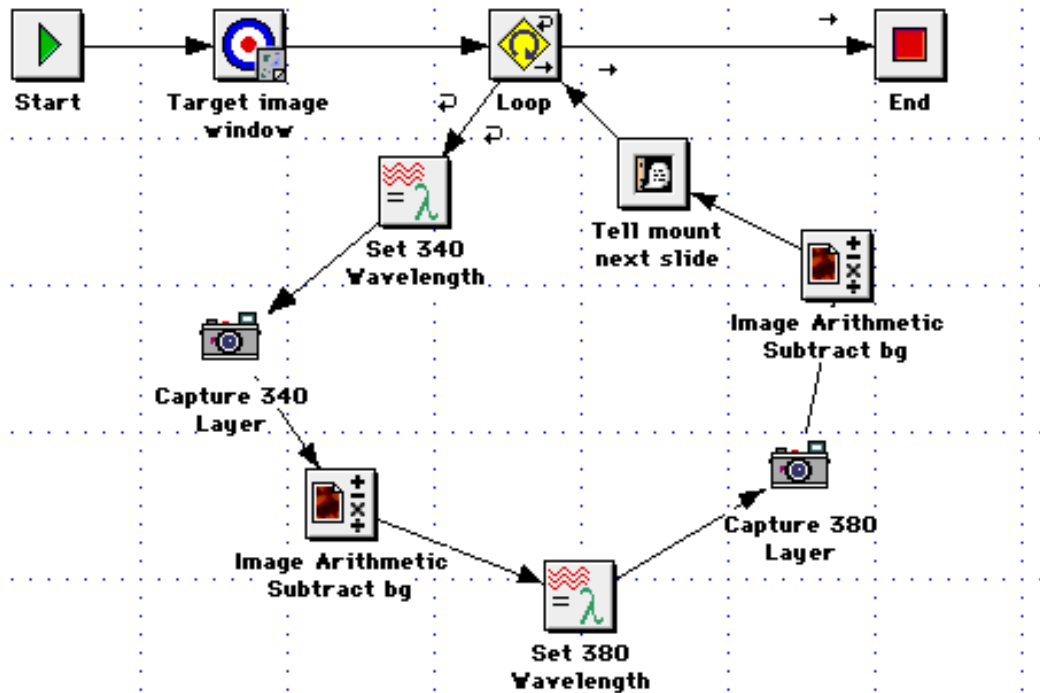 Start
Target image
window
Loop
End
Set 340
Wavelength
Tell mount
next slide
Image Arithmetic
Subtract bg
Capture 340
Layer
Capture 380
Layer
Image Arithmetic
Subtract bg
Set 380
Wavelength